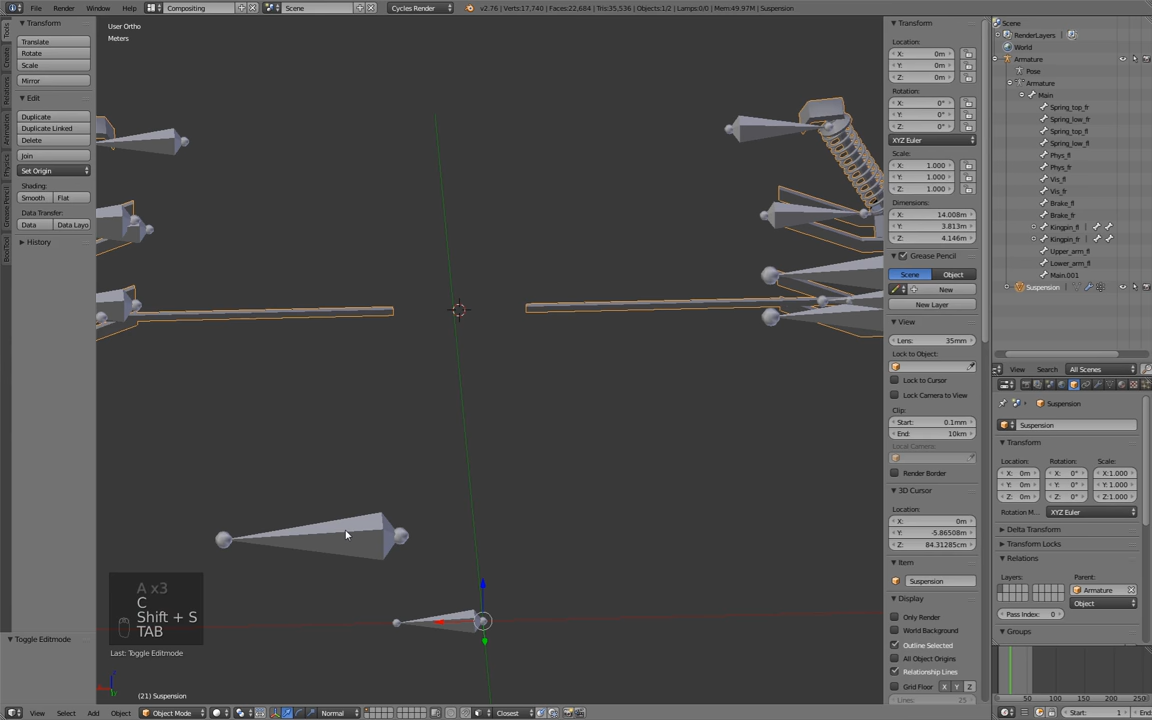 File Render Window Help Compositing Scene Cycles Render v2.76 | Verts:17,740 | Faces:22,684 | Tris:35,536 | Objects:1/2 | Lamps:0/0 | Mem:49.97M | Suspension
Tools
Create
Relations
Animation
Physics
Grease Pencil
BoolTool
Transform
Translate
Rotate
Scale
Mirror
Edit
Duplicate
Duplicate Linked
Delete
Join
Set Origin
Shading:
Smooth Flat
Data Transfer:
Data Data Layo
History
Toggle Editmode
User Ortho
Meters
A x3
C
Shift + S
TAB
Last: Toggle Editmode
(21) Suspension
View Select Add Object Object Mode Normal Closest
Transform
Location:
X: 0m
Y: 0m
Z: 0m
Rotation:
X: 0°
Y: 0°
Z: 0°
XYZ Euler
Scale:
X: 1.000
Y: 1.000
Z: 1.000
Dimensions:
X: 14.008m
Y: 3.813m
Z: 4.146m
Grease Pencil
Scene Object
New
New Layer
View
Lens: 35mm
Lock to Object:
Lock to Cursor
Lock Camera to View
Clip:
Start: 0.1mm
End: 10km
Local Camera:
Render Border
3D Cursor
X: 0m
Y: -5.86508m
Z: 84.31285cm
Item
Suspension
Display
Only Render
World Background
Outline Selected
All Object Origins
Relationship Lines
Grid Floor X Y Z
Lines: 25
Scene
RenderLayers
World
Armature
Pose
Armature
Main
Spring_top_fr
Spring_low_fr
Spring_top_fl
Spring_low_fl
Phys_fl
Phys_fr
Vis_fl
Vis_fr
Brake_fl
Brake_fr
Kingpin_fl
Kingpin_fr
Upper_arm_fl
Lower_arm_fl
Main.001
Suspension
View Search All Scenes
Suspension
Suspension
Transform
Location: Rotation: Scale:
X: 0m X: 0° X:1.000
Y: 0m Y: 0° Y:1.000
Z: 0m Z: 0° Z:1.000
Rotation M... XYZ Euler
Delta Transform
Transform Locks
Relations
Layers: Parent:
Armature
Object
Pass Index: 0
Groups
50 100 150 200 250
Start: 1 End: